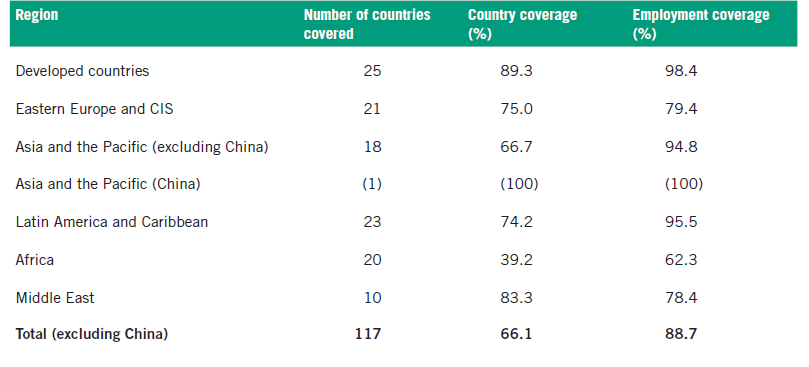 Region Number of countries covered Country coverage (%) Employment coverage (%)
Developed countries 25 89.3 98.4
Eastern Europe and CIS 21 75.0 79.4
Asia and the Pacific (excluding China) 18 66.7 94.8
Asia and the Pacific (China) (1) (100) (100)
Latin America and Caribbean 23 74.2 95.5
Africa 20 39.2 62.3
Middle East 10 83.3 78.4
Total (excluding China) 117 66.1 88.7